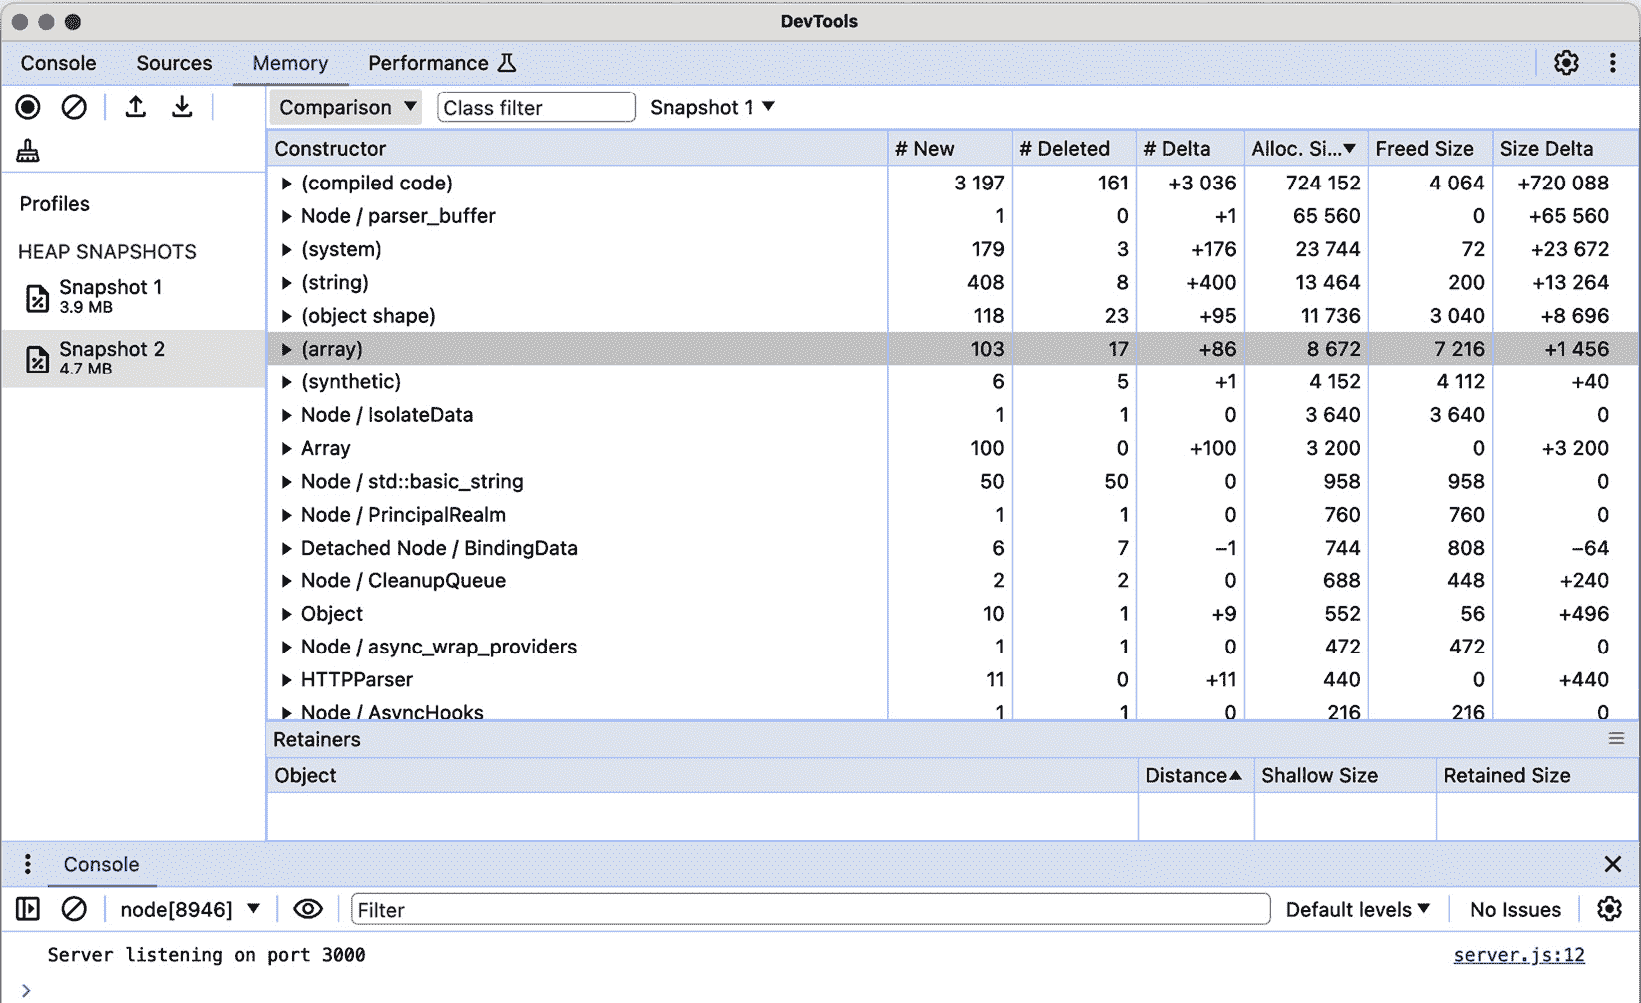 DevTools
Console Sources Memory Performance
Comparison Class filter Snapshot 1
Constructor # New # Deleted # Delta Alloc. Si... Freed Size Size Delta
(compiled code) 3 197 161 +3 036 724 152 4 064 +720 088
Profiles
Node / parser_buffer 1 0 +1 65 560 0 +65 560
HEAP SNAPSHOTS
(system) 179 3 +176 23 744 72 +23 672
Snapshot 1
3.9 MB
(string) 408 8 +400 13 464 200 +13 264
(object shape) 118 23 +95 11 736 3 040 +8 696
Snapshot 2
4.7 MB
(array) 103 17 +86 8 672 7 216 +1 456
(synthetic) 6 5 +1 4 152 4 112 +40
Node / IsolateData 1 1 0 3 640 3 640 0
Array 100 0 +100 3 200 0 +3 200
Node / std::basic_string 50 50 0 958 958 0
Node / PrincipalRealm 1 1 0 760 760 0
Detached Node / BindingData 6 7 −1 744 808 −64
Node / CleanupQueue 2 2 0 688 448 +240
Object 10 1 +9 552 56 +496
Node / async_wrap_providers 1 1 0 472 472 0
HTTPParser 11 0 +11 440 0 +440
Node / AsyncHooks 1 1 0 216 216 0
Retainers
Object Distance Shallow Size Retained Size
Console
node[8946] Filter Default levels No Issues
Server listening on port 3000 server.js:12